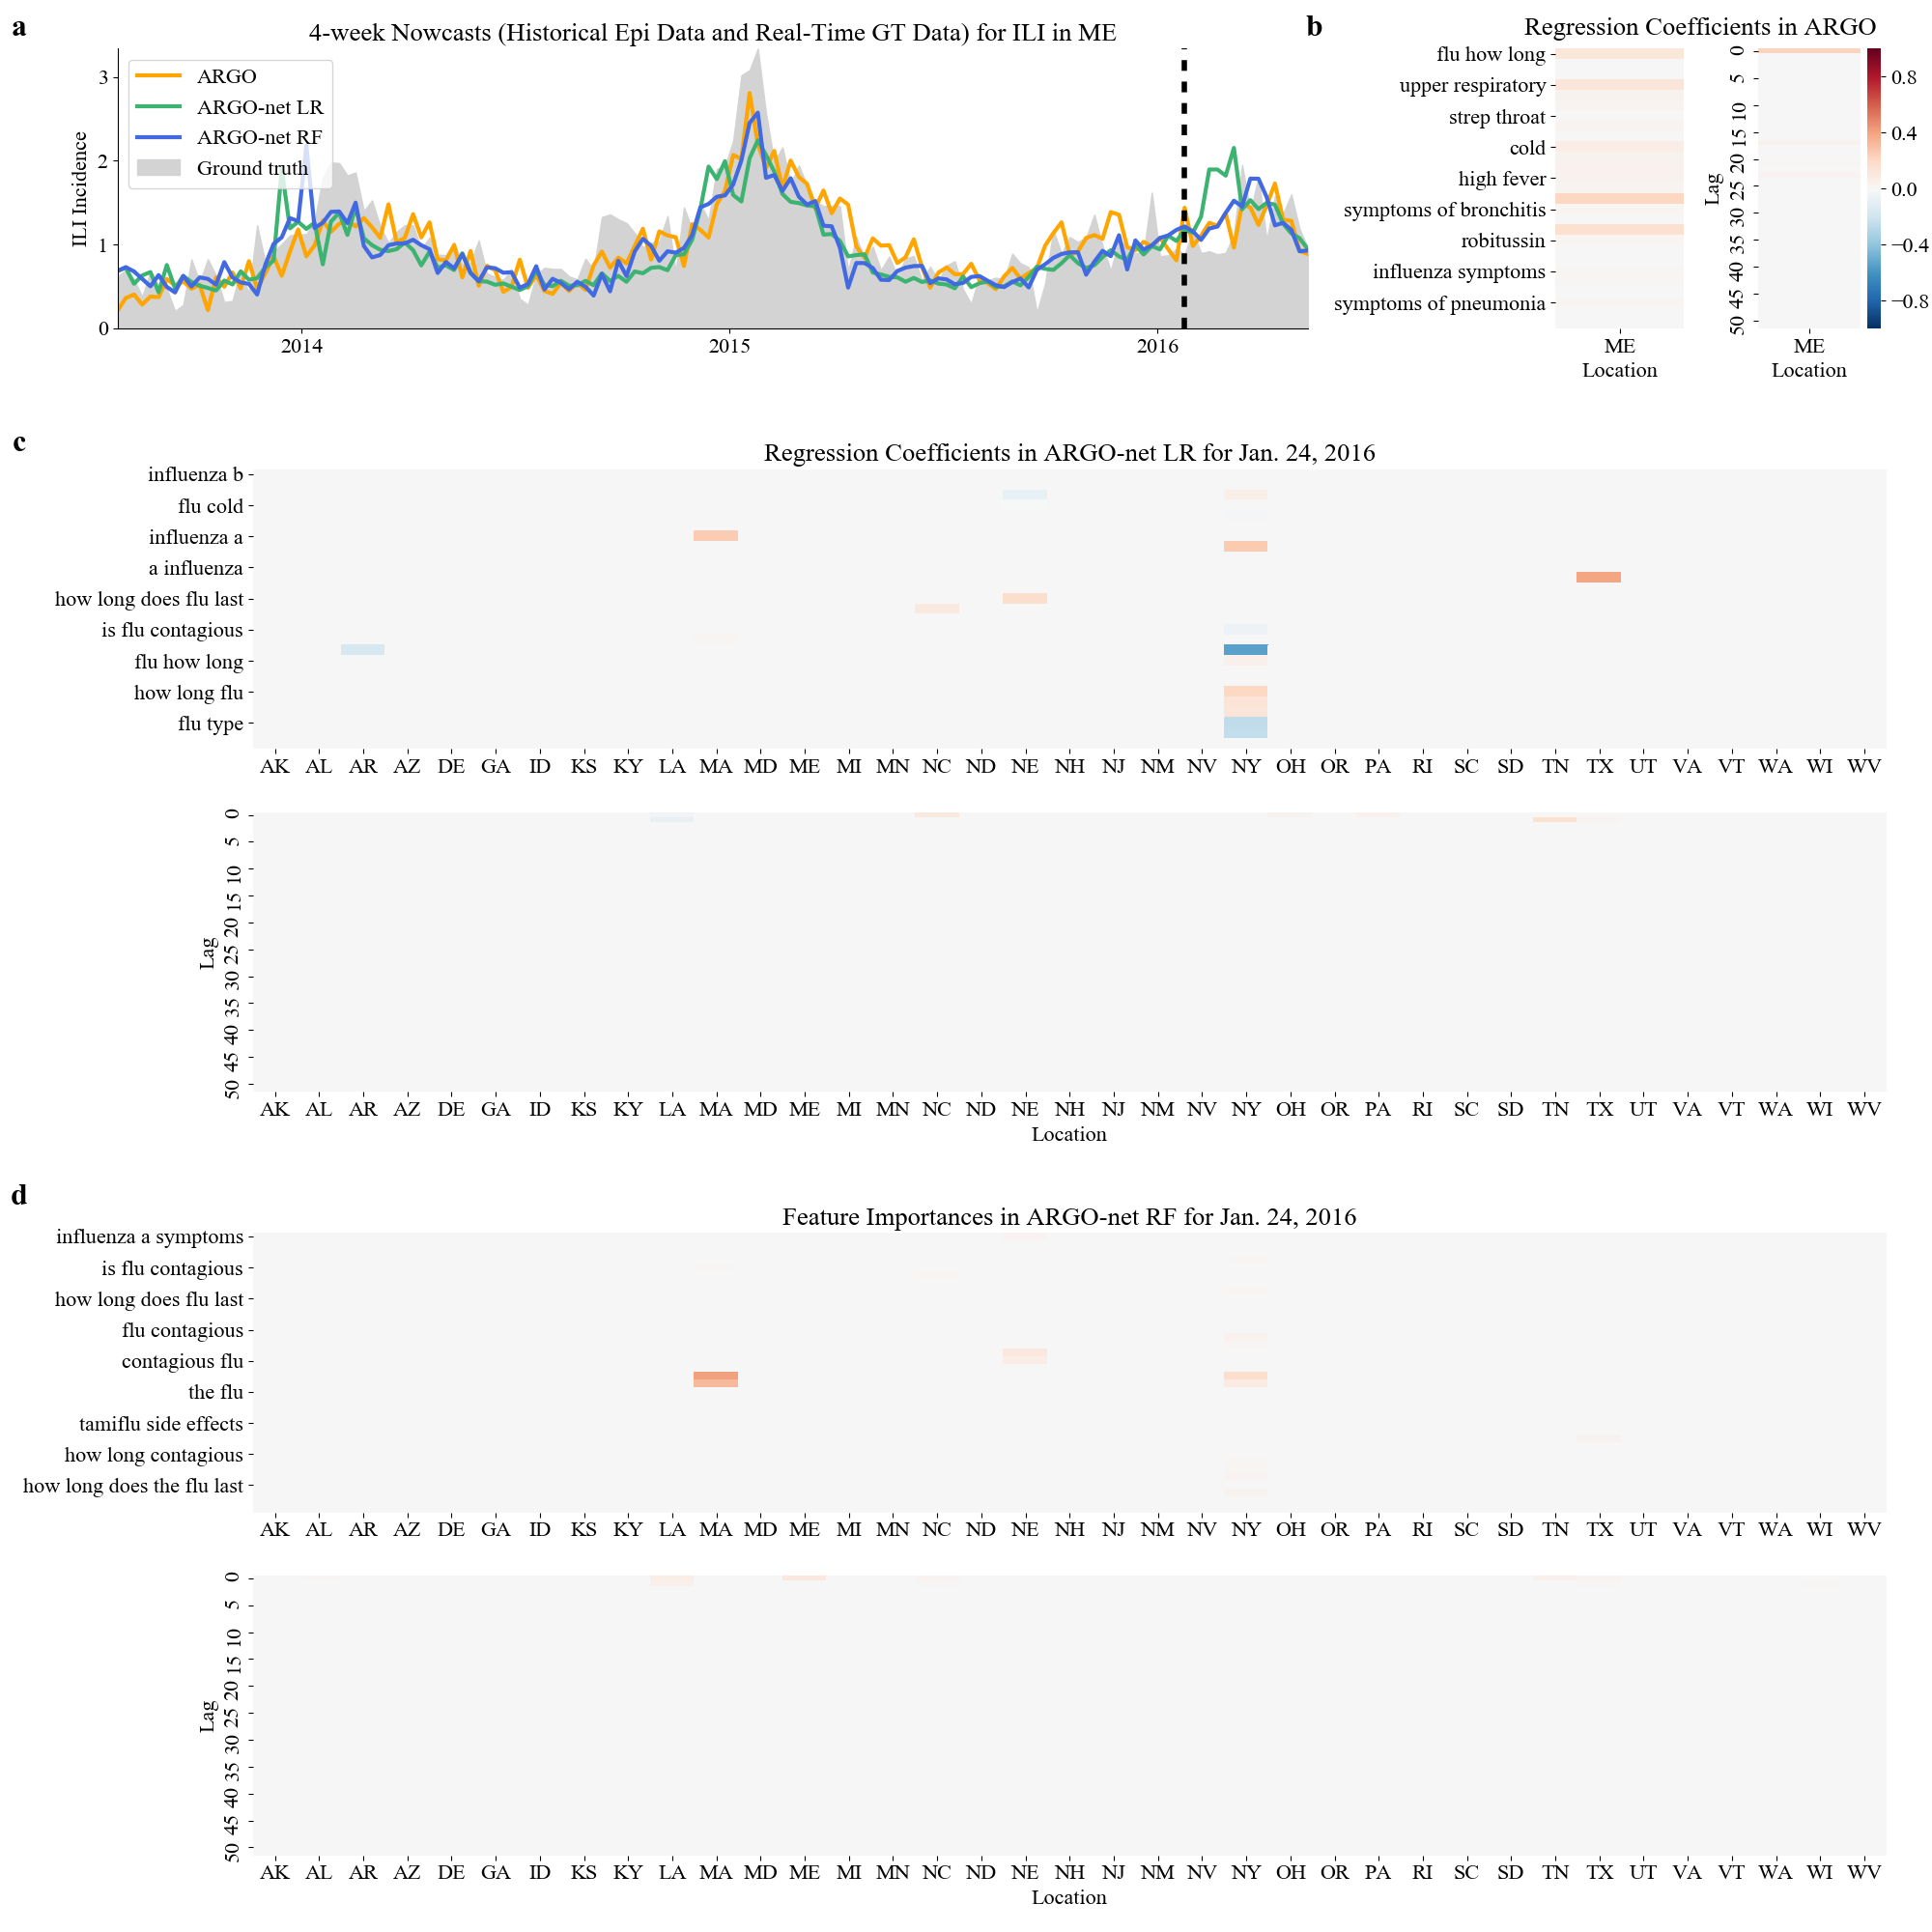 a
4-week Nowcasts (Historical Epi Data and Real-Time GT Data) for ILI in ME
ILI Incidence
3
2
1
0
ARGO
ARGO-net LR
ARGO-net RF
Ground truth
2014 2015 2016
b
Regression Coefficients in ARGO
flu how long
upper respiratory
strep throat
cold
high fever
symptoms of bronchitis
robitussin
influenza symptoms
symptoms of pneumonia
ME
Location
Lag
0 5 10 15 20 25 30 35 40 45 50
ME
Location
0.8
0.4
0.0
−0.4
−0.8
c
Regression Coefficients in ARGO-net LR for Jan. 24, 2016
influenza b
flu cold
influenza a
a influenza
how long does flu last
is flu contagious
flu how long
how long flu
flu type
AK AL AR AZ DE GA ID KS KY LA MA MD ME MI MN NC ND NE NH NJ NM NV NY OH OR PA RI SC SD TN TX UT VA VT WA WI WV
Lag
0 5 10 15 20 25 30 35 40 45 50
AK AL AR AZ DE GA ID KS KY LA MA MD ME MI MN NC ND NE NH NJ NM NV NY OH OR PA RI SC SD TN TX UT VA VT WA WI WV
Location
d
Feature Importances in ARGO-net RF for Jan. 24, 2016
influenza a symptoms
is flu contagious
how long does flu last
flu contagious
contagious flu
the flu
tamiflu side effects
how long contagious
how long does the flu last
AK AL AR AZ DE GA ID KS KY LA MA MD ME MI MN NC ND NE NH NJ NM NV NY OH OR PA RI SC SD TN TX UT VA VT WA WI WV
Lag
0 5 10 15 20 25 30 35 40 45 50
AK AL AR AZ DE GA ID KS KY LA MA MD ME MI MN NC ND NE NH NJ NM NV NY OH OR PA RI SC SD TN TX UT VA VT WA WI WV
Location